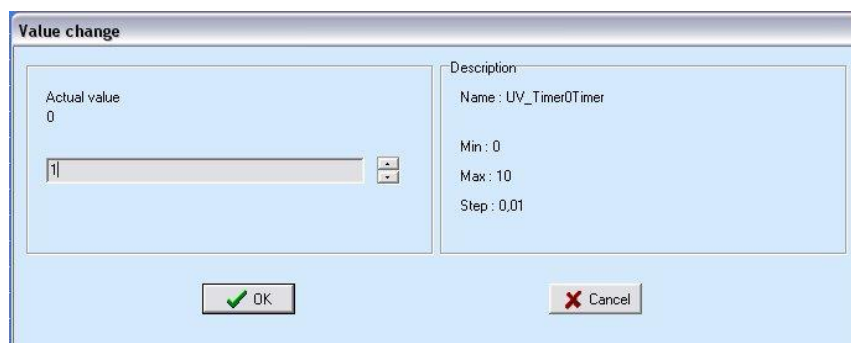 Value change
Actual value
0
1
Description
Name : UV_Timer0Timer
Min : 0
Max : 10
Step : 0,01
OK
Cancel